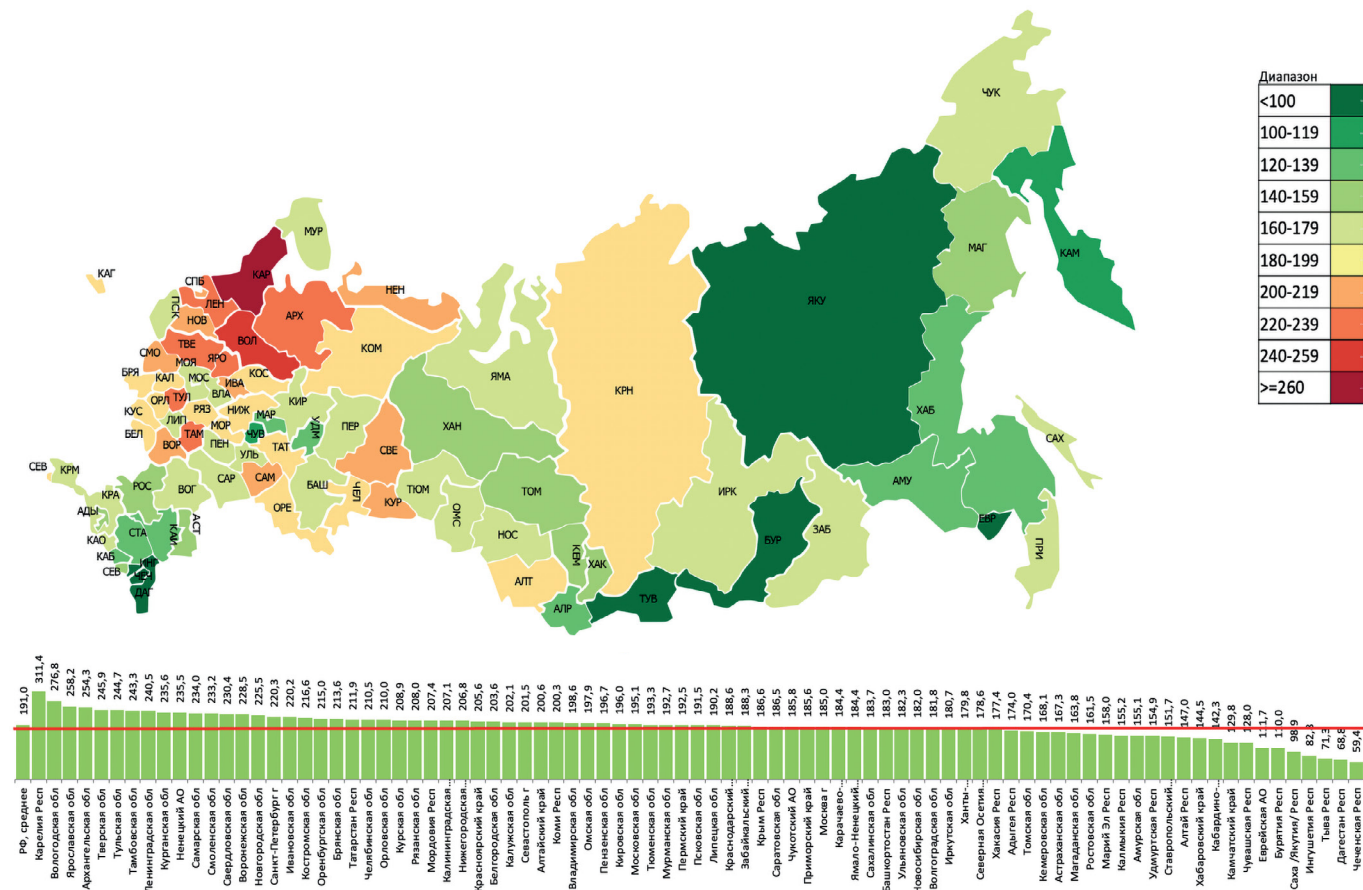 ЧУК
Диапазон
<100
100-119
120-139
140-159
160-179
180-199
200-219
220-239
240-259
>=260
МУР
МАГ
КАМ
КАГ
КАР
СПБ
НЕН
ЛЕН
АРХ
ПСК
НОВ
ЯКУ
ВОЛ
ТВЕ
КОМ
СМО
МОЯ
ЯРО
БРЯ
КАЛ
МОС
ИВА
КОС
ЯМА
ОРЛ
ТУЛ
ВЛА
КИР
КРН
КУС
ЛИП
РЯЗ
НИЖ
МАР
ХАБ
БЕЛ
ВОР
ТАМ
МОР
ЧУВ
УДМ
ПЕР
ХАН
САХ
ПЕН
ТАТ
СВЕ
УЛЬ
СЕВ
КРМ
РОС
ВОГ
САР
САМ
БАШ
ЧЕЛ
КУР
ТЮМ
ТОМ
ИРК
АМУ
КРА
ОРЕ
ОМС
АДЫ
АСТ
ЕВР
КАО
СТА
КАЛ
НОС
ЗАБ
БУР
ПРИ
КАБ
ИНГ
КЕМ
ХАК
СЕВ
ЧЕЧ
АЛТ
ДАГ
АЛР
ТУВ
191,0
311,4
276,8
258,2
254,3
245,9
244,7
243,3
240,5
235,6
235,5
234,0
233,2
230,4
228,5
225,5
220,3
220,2
216,6
215,0
213,6
211,9
210,5
210,0
208,9
208,0
207,4
207,1
206,8
205,6
203,6
202,1
201,5
200,6
200,3
198,6
197,9
196,7
196,0
195,1
193,3
192,7
192,5
191,5
190,2
188,6
188,3
186,6
186,5
185,8
185,6
185,0
184,4
184,4
183,7
183,0
182,3
182,0
181,8
180,7
179,8
178,6
177,4
174,0
170,4
168,1
167,3
163,8
161,5
158,0
155,2
155,1
154,9
151,7
147,0
144,5
142,3
129,8
128,0
111,7
110,0
98,9
71,3
68,8
59,4
РФ, среднее
Карелия Респ
Вологодская обл
Ярославская обл
Архангельская обл
Тверская обл
Тульская обл
Тамбовская обл
Ленинградская обл
Курганская обл
Ненецкий АО
Самарская обл
Смоленская обл
Свердловская обл
Воронежская обл
Новгородская обл
Санкт-Петербург г
Ивановская обл
Костромская обл
Оренбургская обл
Брянская обл
Татарстан Респ
Челябинская обл
Орловская обл
Курская обл
Рязанская обл
Мордовия Респ
Калининградская…
Нижегородская…
Красноярский край
Белгородская обл
Калужская обл
Севастополь г
Алтайский край
Коми Респ
Владимирская обл
Омская обл
Пензенская обл
Кировская обл
Московская обл
Тюменская обл
Мурманская обл
Пермский край
Псковская обл
Липецкая обл
Краснодарский…
Забайкальский…
Крым Респ
Саратовская обл
Чукотский АО
Приморский край
Москва г
Карачаево-…
Ямало-Ненецкий…
Сахалинская обл
Башкортостан Респ
Ульяновская обл
Новосибирская обл
Волгоградская обл
Иркутская обл
Ханты-…
Северная Осетия…
Хакасия Респ
Адыгея Респ
Томская обл
Кемеровская обл
Астраханская обл
Магаданская обл
Ростовская обл
Марий Эл Респ
Калмыкия Респ
Амурская обл
Удмуртская Респ
Ставропольский…
Алтай Респ
Хабаровский край
Кабардино-…
Камчатский край
Чувашская Респ
Еврейская АО
Бурятия Респ
Саха /Якутия/ Респ
Ингушетия Респ
Тыва Респ
Дагестан Респ
Чеченская Респ